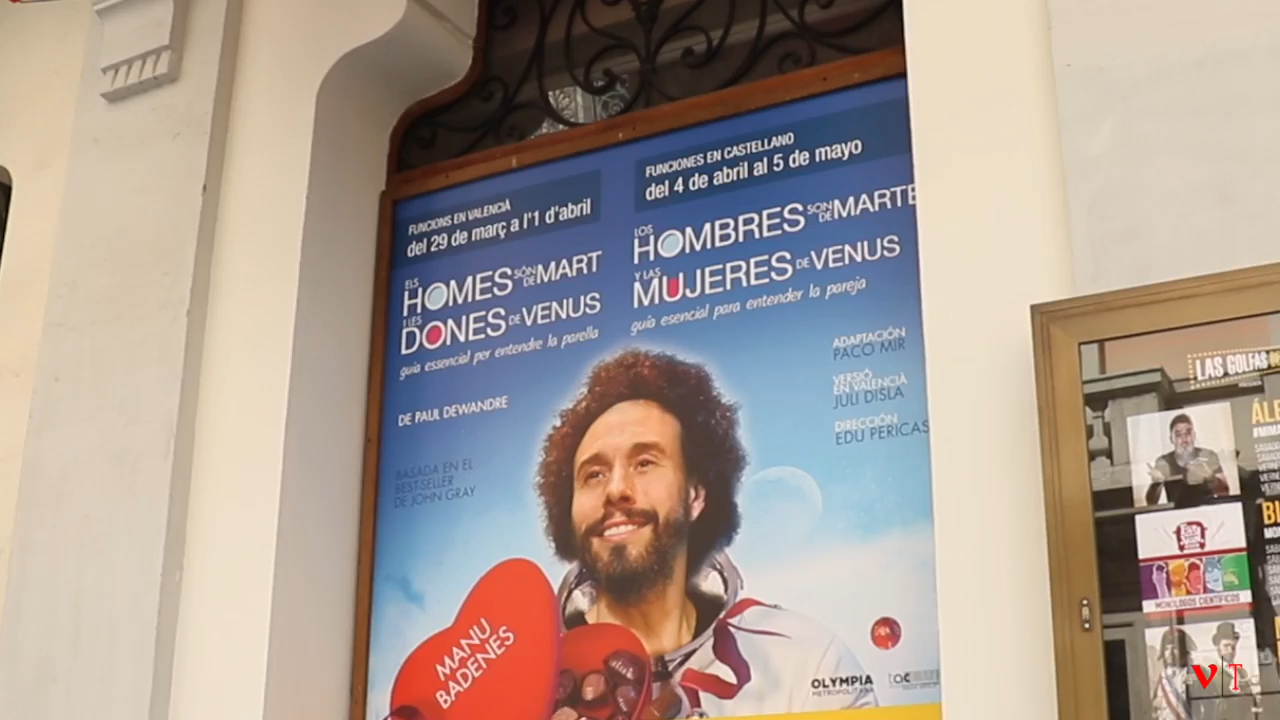 FUNCIONS EN VALENCIÀ
del 29 de març a l'1 d'abril
ELS HOMES SÓN DE MART
I LES DONES DE VENUS
guia essencial per entendre la parella
FUNCIONES EN CASTELLANO
del 4 de abril al 5 de mayo
LOS HOMBRES SON DE MARTE
Y LAS MUJERES DE VENUS
guía esencial para entender la pareja
DE PAUL DEWANDRE
BASADA EN EL
BEST-SELLER
DE JOHN GRAY
ADAPTACIÓN
PACO MIR
VERSIÓ
EN VALENCIÀ
JULI DISLA
DIRECCIÓN
EDU PERICAS
MANU
BADENES
OLYMPIA
METROPOLITANA
tac
LAS GOLFAS
MONÓLOGOS CIENTÍFICOS
V T